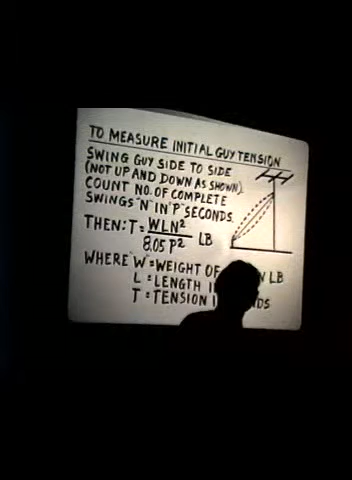 TO MEASURE INITIAL GUY TENSION
SWING GUY SIDE TO SIDE
(NOT UP AND DOWN AS SHOWN).
COUNT NO. OF COMPLETE
SWINGS "N" IN "P" SECONDS.
THEN: T = WLN² / 8.05 P² LB
WHERE "W" = WEIGHT OF LB
L = LENGTH
T = TENSION